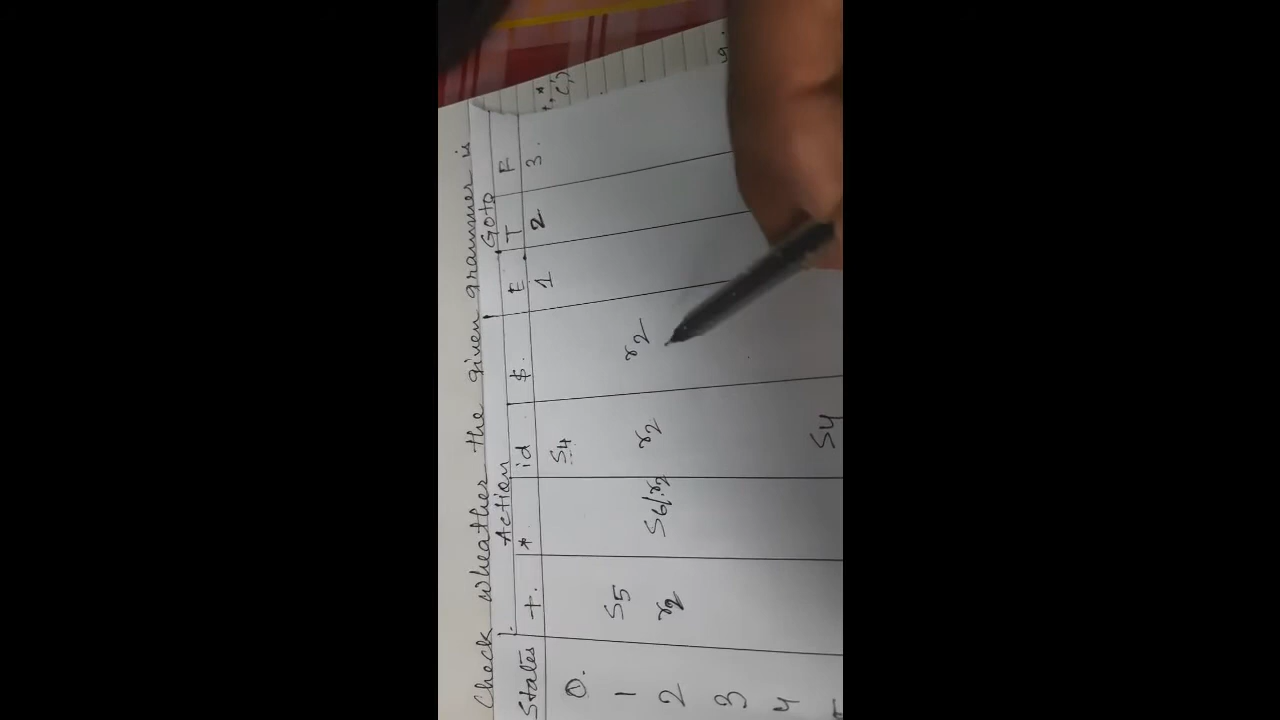 Check wheather the given grammer is
Action Goto
States + * id $ E T F
0. S4 1 2 3.
1 S5
2 r2 S6/r2 r2 r2
3
4
S4